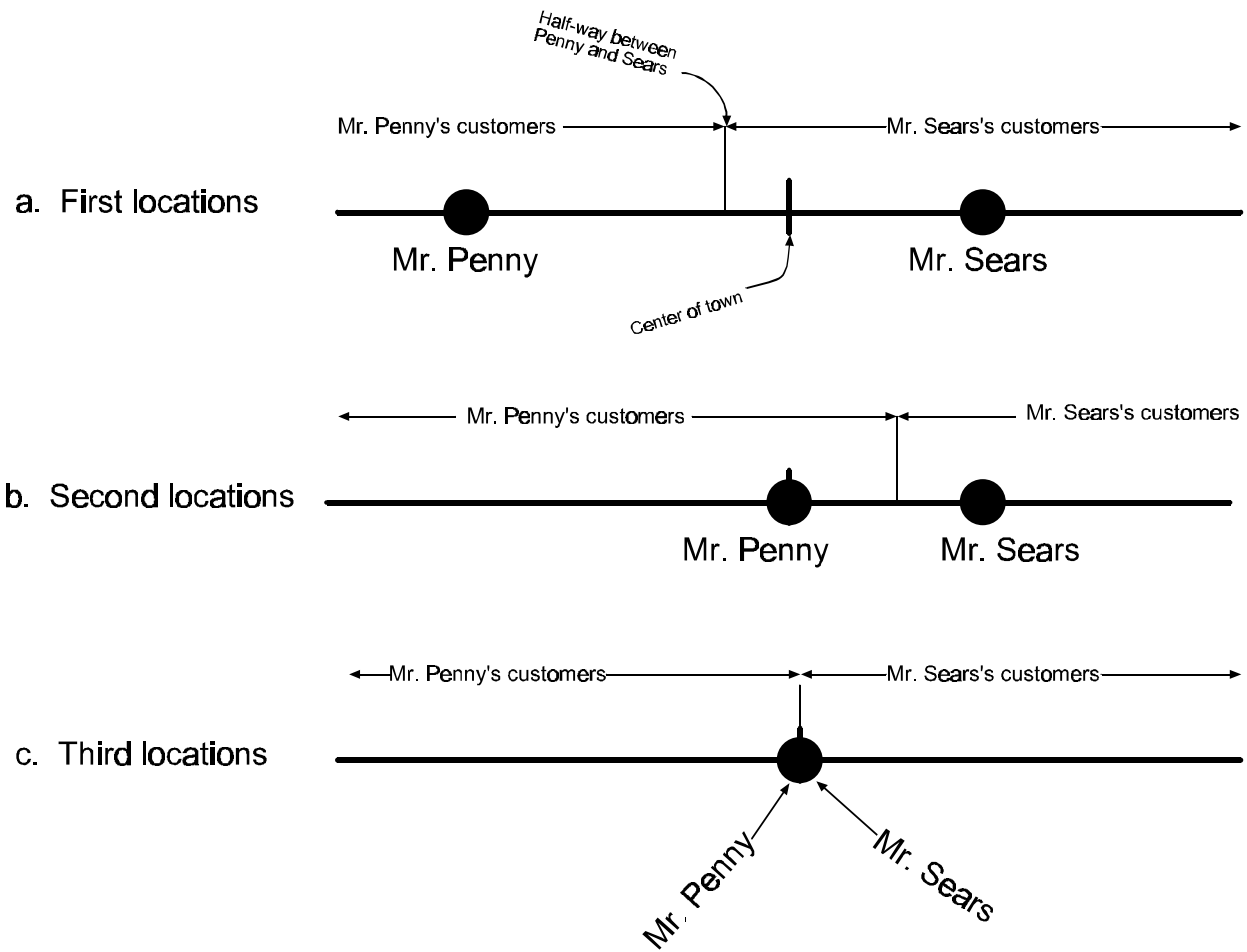 Half-way between
Penny and Sears
Mr. Penny's customers
Mr. Sears's customers
a. First locations
Mr. Penny
Mr. Sears
Center of town
Mr. Penny's customers
Mr. Sears's customers
b. Second locations
Mr. Penny
Mr. Sears
Mr. Penny's customers
Mr. Sears's customers
c. Third locations
Mr. Penny
Mr. Sears